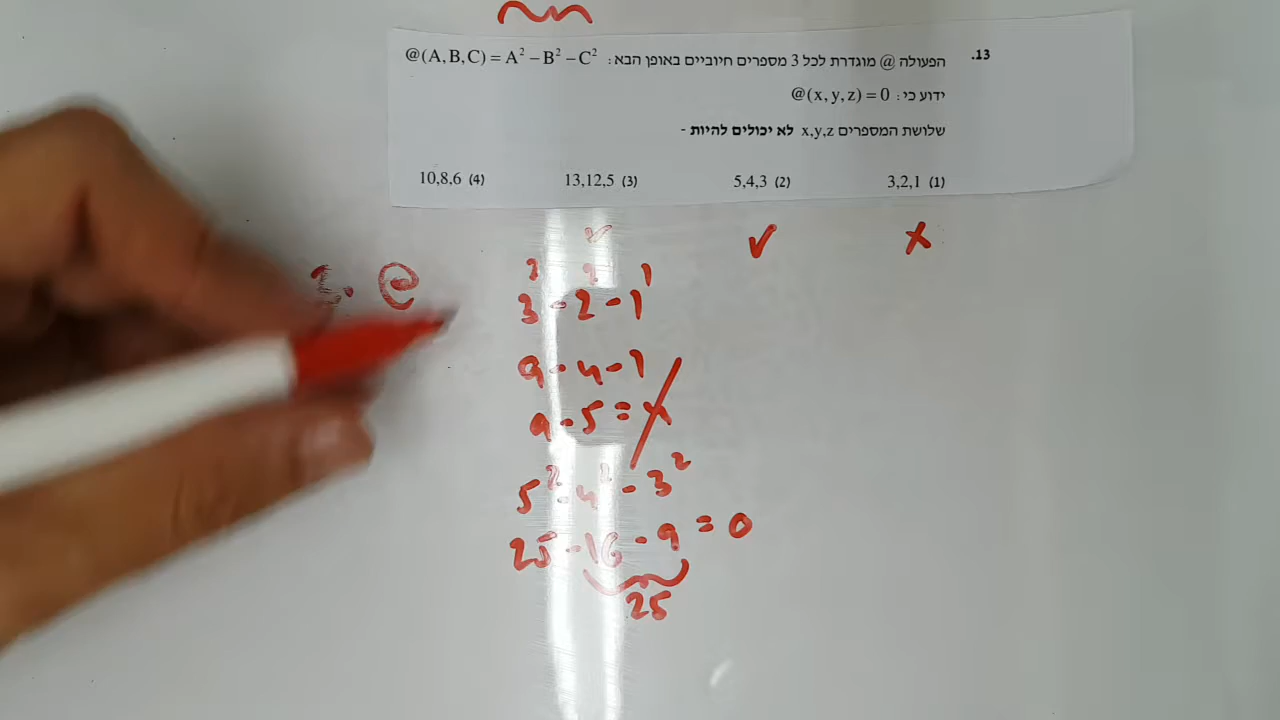 .13 הפעולה @ מוגדרת לכל 3 מספרים חיוביים באופן הבא: @(A,B,C) = A² − B² − C²
ידוע כי: @(x,y,z) = 0
שלושת המספרים x,y,z לא יכולים להיות -
(1) 3,2,1 (2) 5,4,3 (3) 13,12,5 (4) 10,8,6
✓ ✓ ✗
@
3² - 2² - 1¹
9 - 4 - 1
9 - 5 =
5² - 4² - 3²
25 - 16 - 9 = 0
25